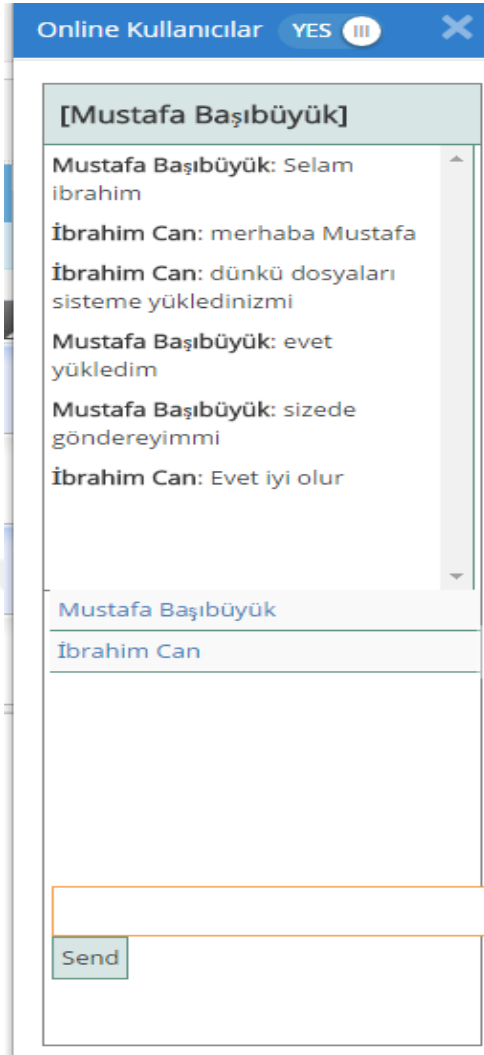 Online Kullanıcılar YES
[Mustafa Başıbüyük]
Mustafa Başıbüyük: Selam
ibrahim
İbrahim Can: merhaba Mustafa
İbrahim Can: dünkü dosyaları
sisteme yükledinizmi
Mustafa Başıbüyük: evet
yükledim
Mustafa Başıbüyük: sizede
göndereyimmi
İbrahim Can: Evet iyi olur
Mustafa Başıbüyük
İbrahim Can
Send